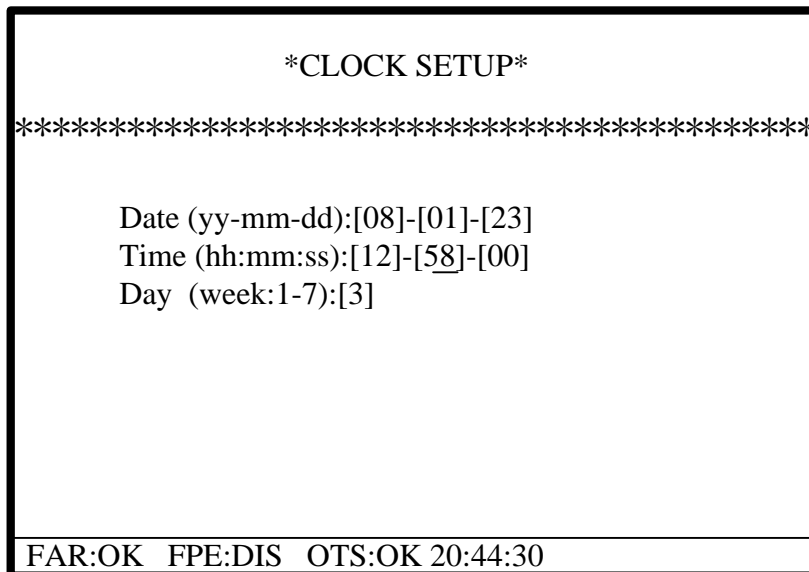 *CLOCK SETUP*
*******************************************
Date (yy-mm-dd):[08]-[01]-[23]
Time (hh:mm:ss):[12]-[58]-[00]
Day (week:1-7):[3]
FAR:OK FPE:DIS OTS:OK 20:44:30